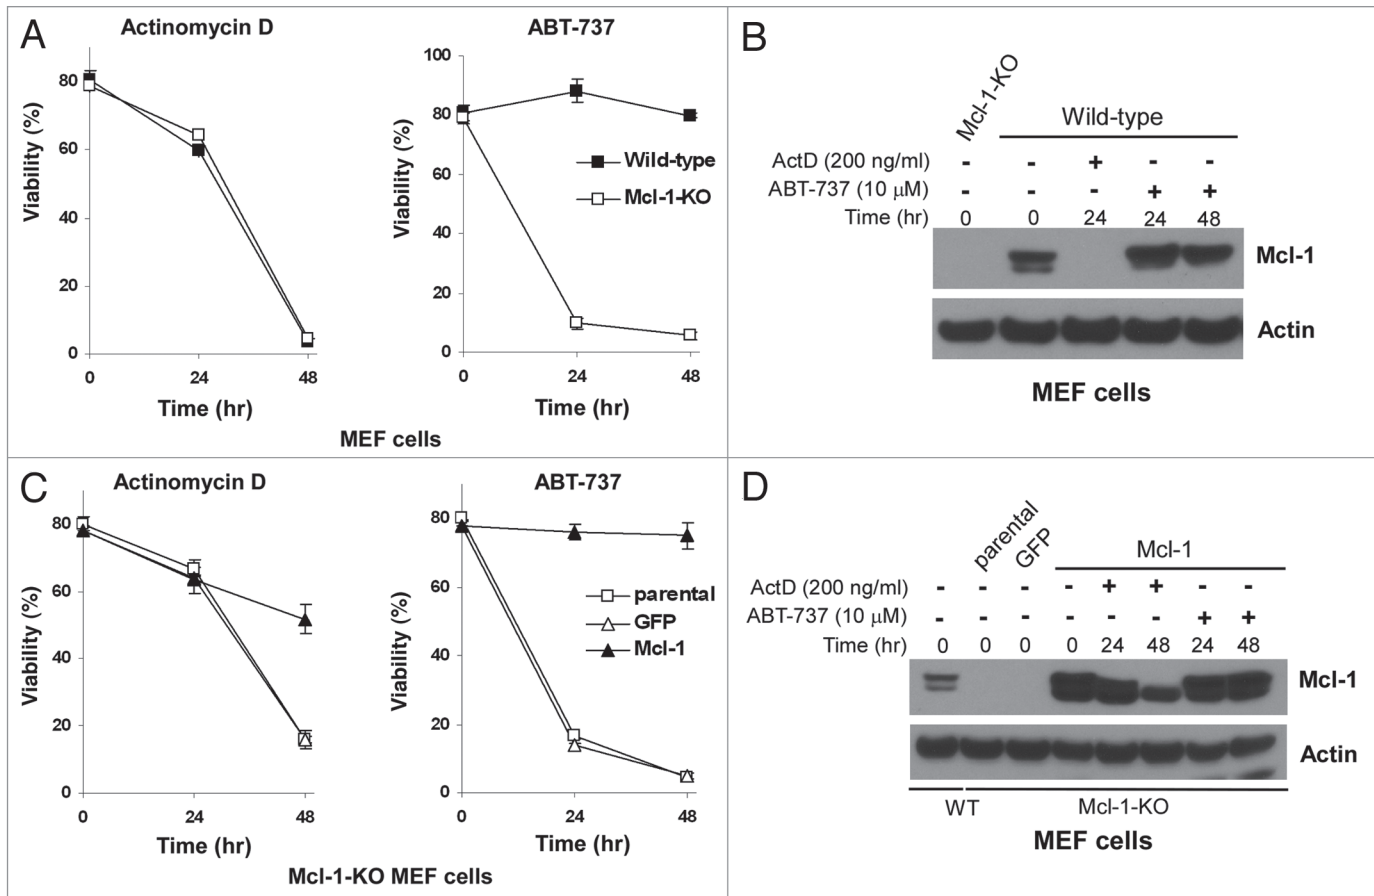 A
Actinomycin D
Viability (%)
80
60
40
20
0
0 24 48
Time (hr)
ABT-737
Viability (%)
100
80
60
40
20
0
0 24 48
Time (hr)
Wild-type
Mcl-1-KO
MEF cells
B
Mcl-1-KO
Wild-type
ActD (200 ng/ml) - - + - -
ABT-737 (10 μM) - - - + +
Time (hr) 0 0 24 24 48
Mcl-1
Actin
MEF cells
C
Actinomycin D
Viability (%)
80
60
40
20
0
0 24 48
Time (hr)
ABT-737
Viability (%)
80
60
40
20
0
0 24 48
Time (hr)
parental
GFP
Mcl-1
Mcl-1-KO MEF cells
D
parental
GFP
Mcl-1
ActD (200 ng/ml) - - - - + + - -
ABT-737 (10 μM) - - - - - - + +
Time (hr) 0 0 0 0 24 48 24 48
Mcl-1
Actin
WT Mcl-1-KO
MEF cells